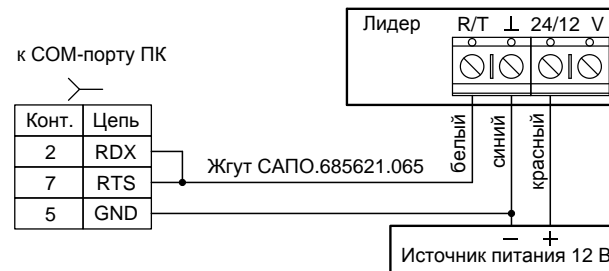 Лидер R/T ⊥ 24/12 V
к COM-порту ПК
Конт. Цепь
2 RDX
7 RTS
5 GND
Жгут САПО.685621.065
белый
синий
красный
− +
Источник питания 12 В